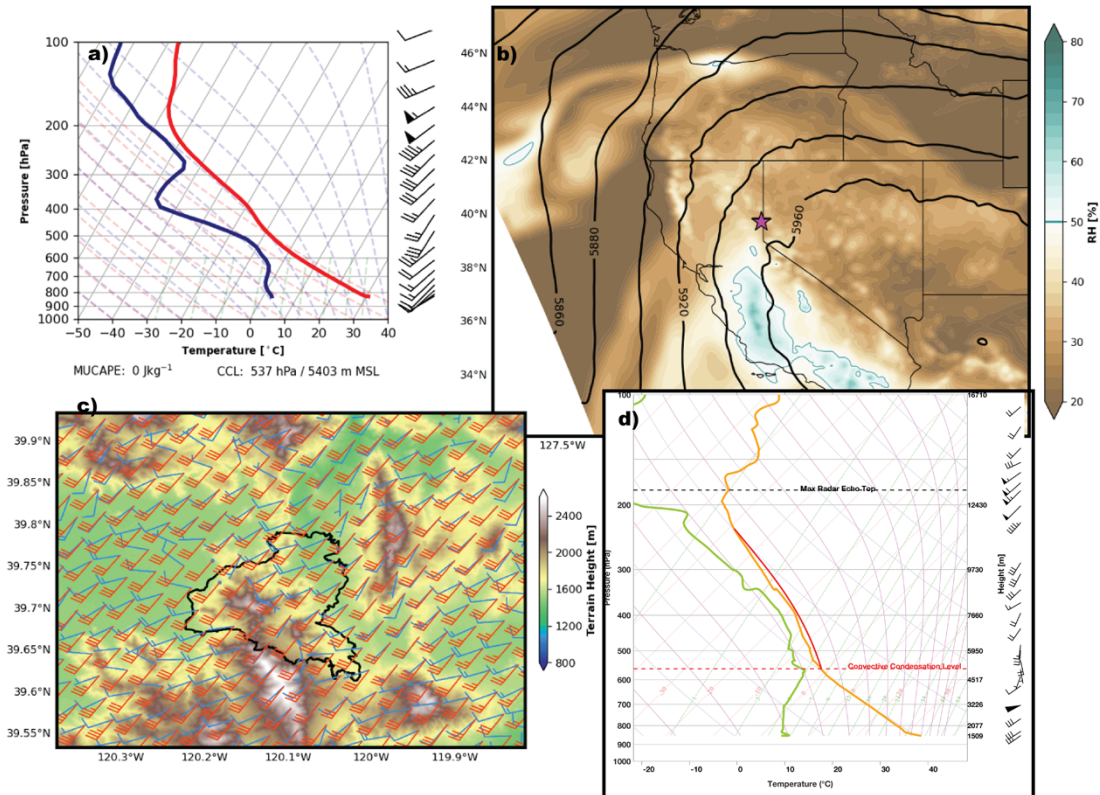 a)
100
200
300
400
500
600
700
800
900
1000
Pressure [hPa]
−50 −40 −30 −20 −10 0 10 20 30 40
Temperature [°C]
MUCAPE: 0 Jkg⁻¹ CCL: 537 hPa / 5403 m MSL
b)
46°N
44°N
42°N
40°N
38°N
36°N
34°N
127.5°W
5860
5880
5920
5960
0
80
70
60
50
40
30
20
RH [%]
c)
39.9°N
39.85°N
39.8°N
39.75°N
39.7°N
39.65°N
39.6°N
39.55°N
120.3°W 120.2°W 120.1°W 120°W 119.9°W
2400
2000
1600
1200
800
Terrain Height [m]
d)
100
200
300
400
500
600
700
800
900
1000
Pressure (hPa)
Max Radar Echo Top
Convective Condensation Level
-30
-20
-10
0
16710
12430
9730
7660
5950
4517
3226
2077
1509
Height [m]
-20 -10 0 10 20 30 40
Temperature (°C)